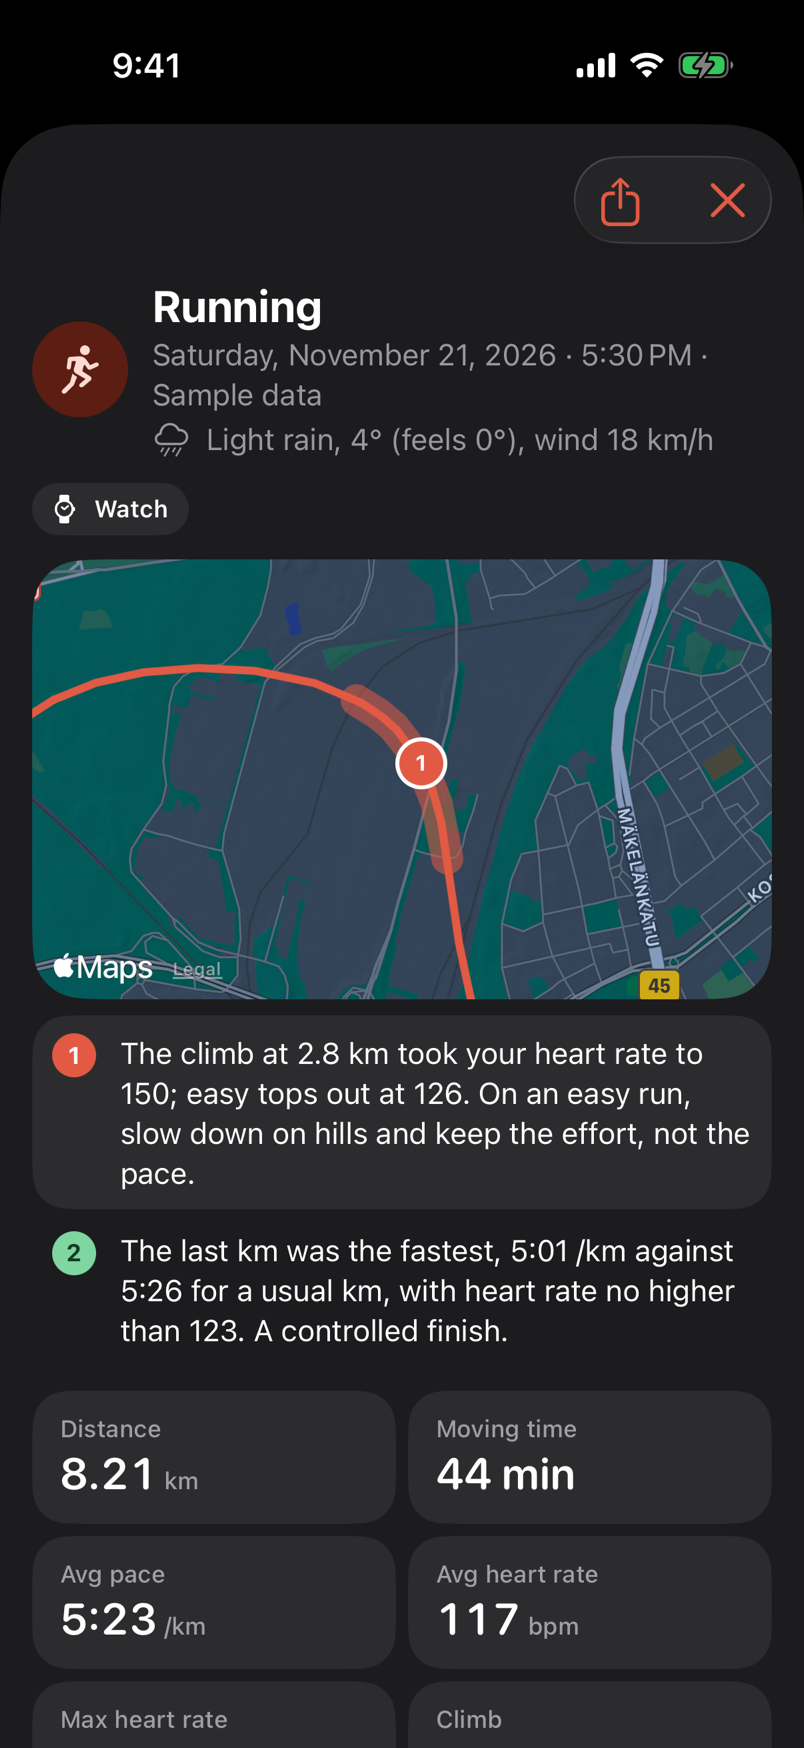 9:41
Running
Saturday, November 21, 2026 · 5:30 PM ·
Sample data
Light rain, 4° (feels 0°), wind 18 km/h
Watch
1
MÄKELÄNKATU
Maps
Legal
45
1
The climb at 2.8 km took your heart rate to
150; easy tops out at 126. On an easy run,
slow down on hills and keep the effort, not the
pace.
2
The last km was the fastest, 5:01 /km against
5:26 for a usual km, with heart rate no higher
than 123. A controlled finish.
Distance
8.21 km
Moving time
44 min
Avg pace
5:23 /km
Avg heart rate
117 bpm
Max heart rate
Climb